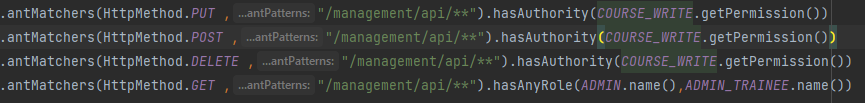 .antMatchers(HttpMethod.PUT , ...antPatterns: "/management/api/**").hasAuthority(COURSE_WRITE.getPermission())
.antMatchers(HttpMethod.POST , ...antPatterns: "/management/api/**").hasAuthority(COURSE_WRITE.getPermission())
.antMatchers(HttpMethod.DELETE , ...antPatterns: "/management/api/**").hasAuthority(COURSE_WRITE.getPermission())
.antMatchers(HttpMethod.GET , ...antPatterns: "/management/api/**").hasAnyRole(ADMIN.name(),ADMIN_TRAINEE.name())